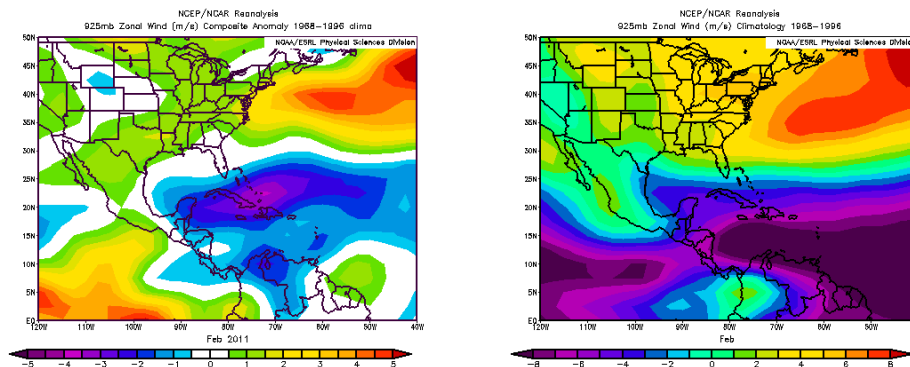 NCEP/NCAR Reanalysis
925mb Zonal Wind (m/s) Composite Anomaly 1968-1996 clima
NOAA/ESRL Physical Sciences Division
50N
45N
40N
35N
30N
25N
20N
15N
10N
5N
EQ
120W 110W 100W 90W 80W 70W 60W 50W 40W
Feb 2011
-5 -4 -3 -2 -1 0 1 2 3 4 5
NCEP/NCAR Reanalysis
925mb Zonal Wind (m/s) Climatology 1968-1996
NOAA/ESRL Physical Sciences Division
50N
45N
40N
35N
30N
25N
20N
15N
10N
5N
EQ
120W 110W 100W 90W 80W 70W 60W 50W 40W
Feb
-8 -6 -4 -2 0 2 4 6 8